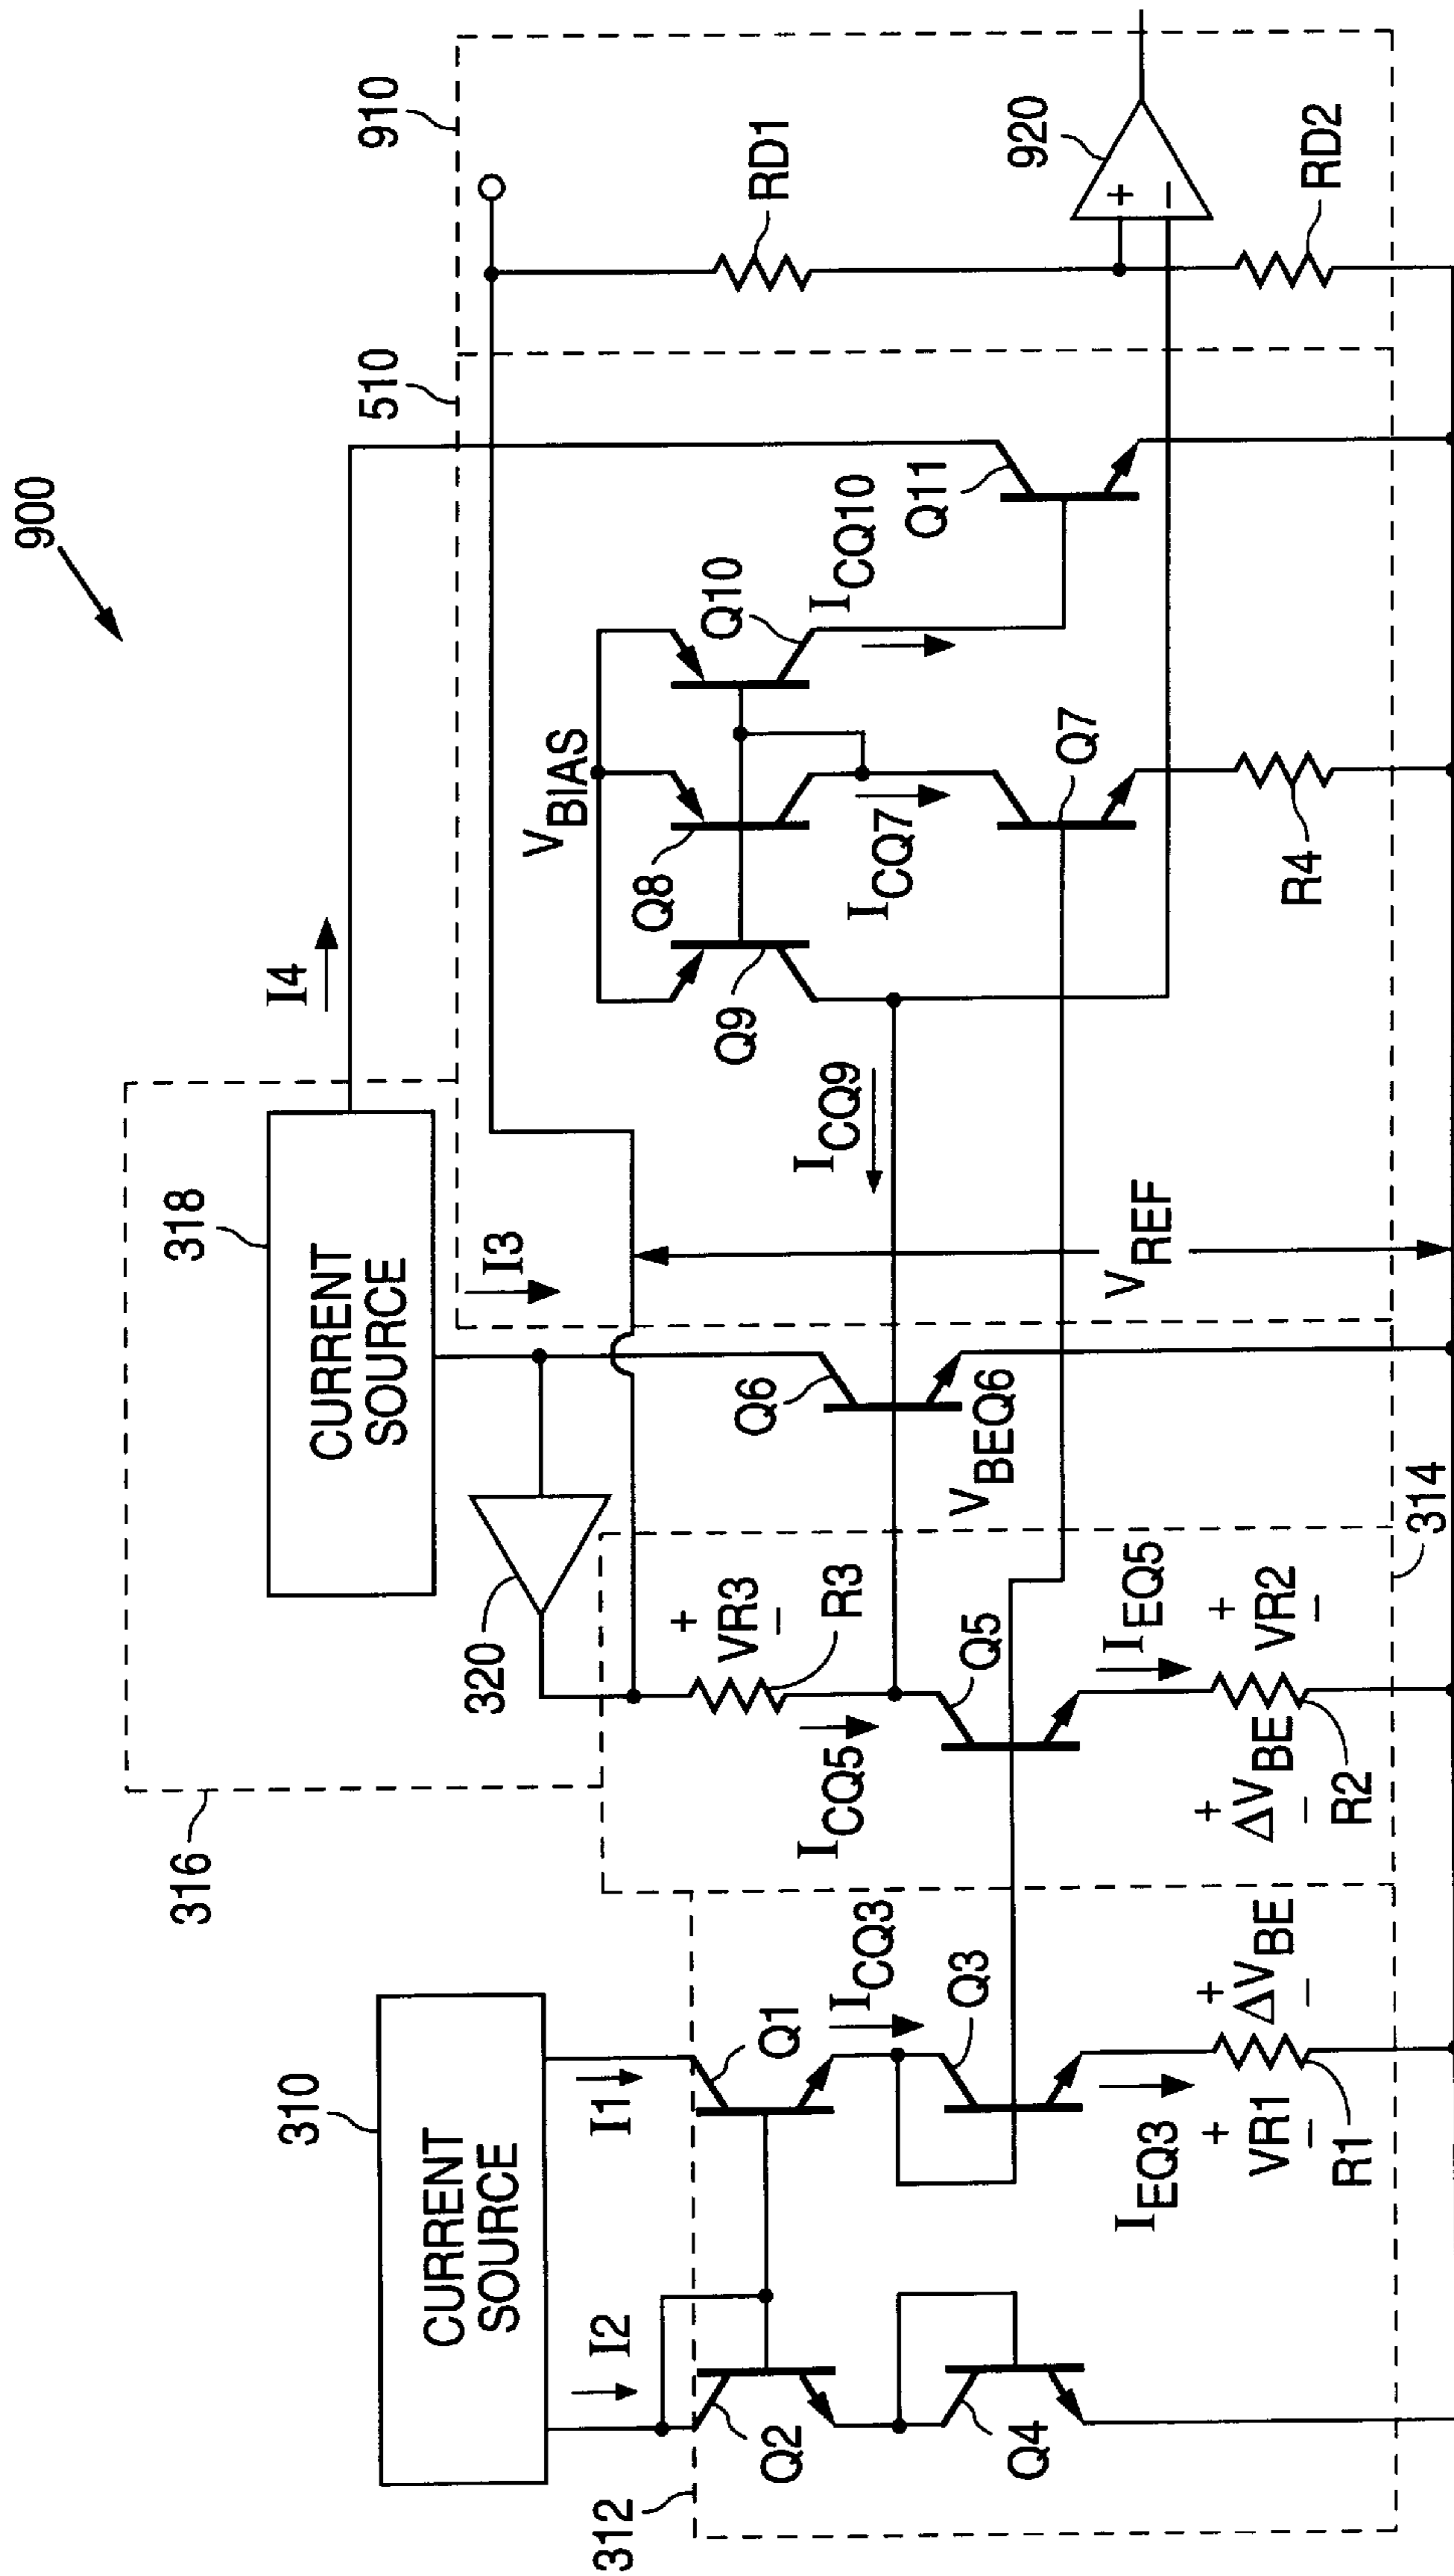 900
910
510
I4
318
CURRENT
SOURCE
I3
316
320
310
CURRENT
SOURCE
312
I2
I1
Q2
Q1
Q4
Q3
ICQ3
IEQ3
+
VR1
−
R1
+
ΔVBE
−
+
VR3
−
R3
ICQ5
Q5
IEQ5
+
ΔVBE
−
R2
+
VR2
−
314
Q6
VBEQ6
VREF
ICQ9
VBIAS
Q9
Q8
Q10
ICQ7
ICQ10
Q7
Q11
R4
RD1
920
+
−
RD2